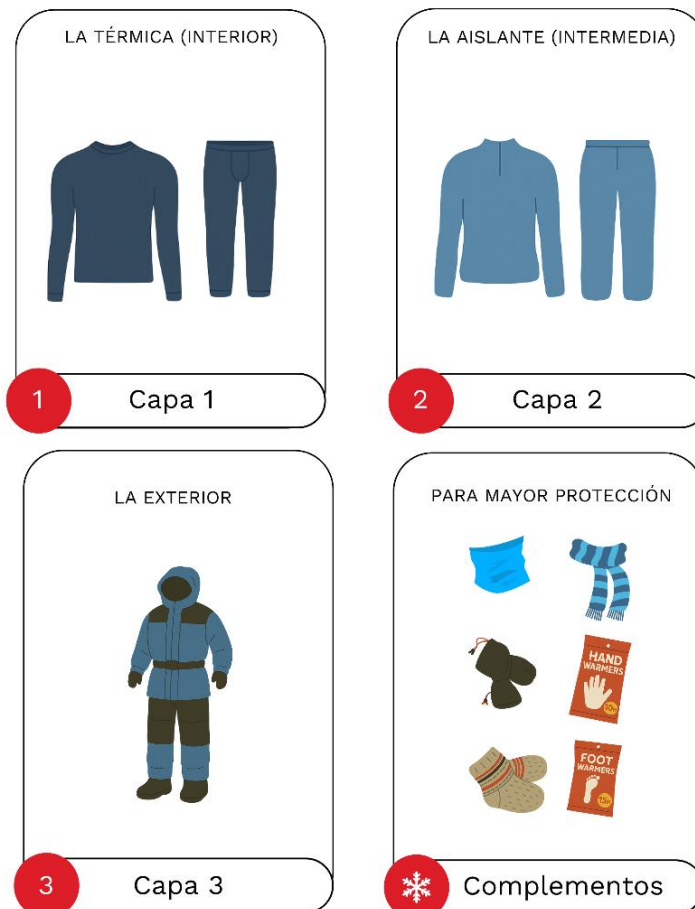 LA TÉRMICA (INTERIOR)
1
Capa 1
LA AISLANTE (INTERMEDIA)
2
Capa 2
LA EXTERIOR
3
Capa 3
PARA MAYOR PROTECCIÓN
HAND
WARMERS
FOOT
WARMERS
Complementos